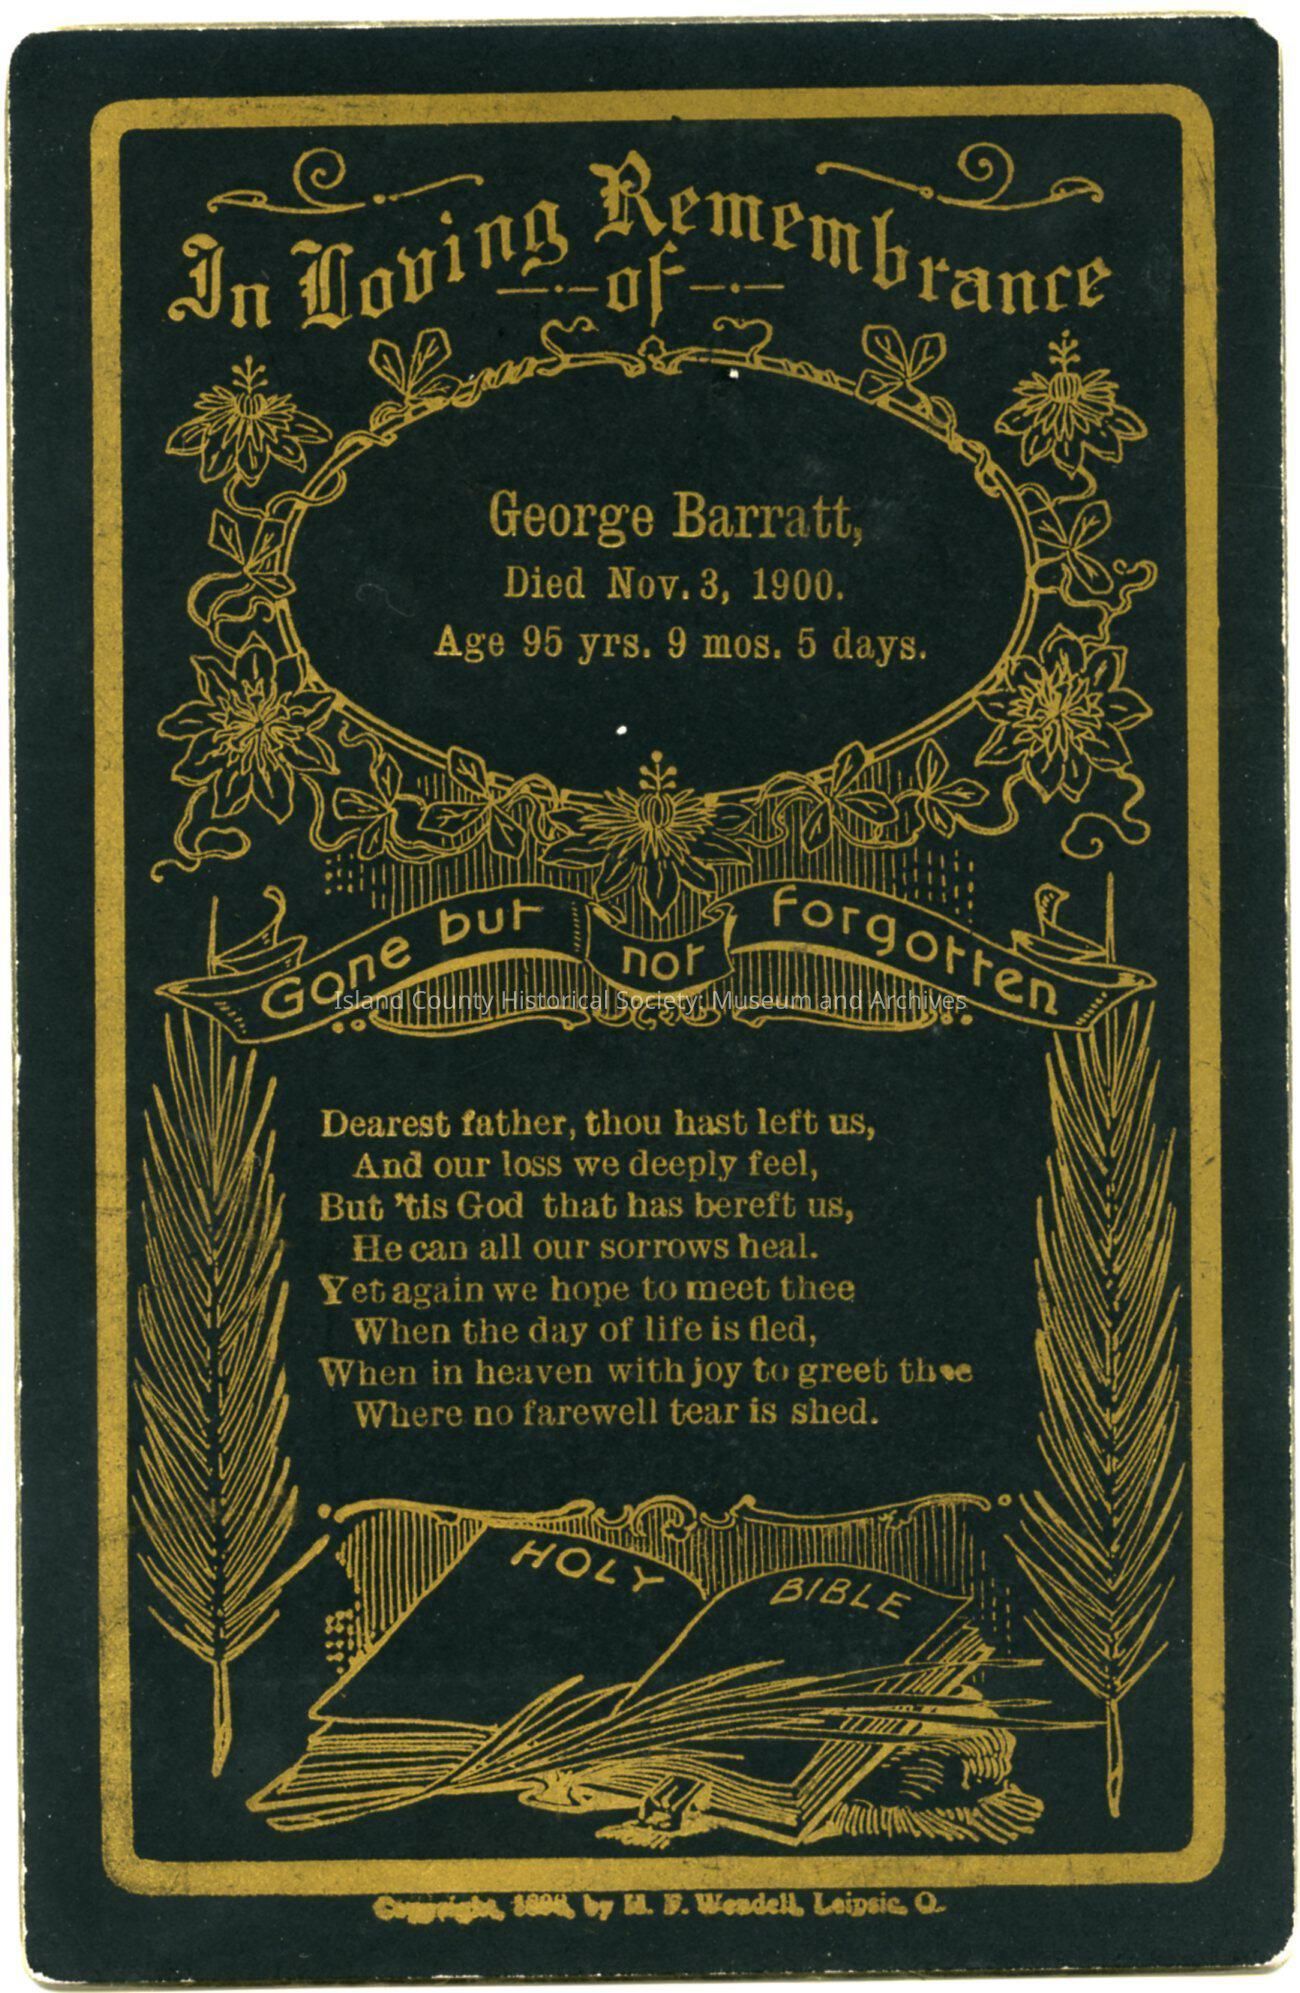 In Loving Remembrance
of
George Barratt,
Died Nov. 3, 1900.
Age 95 yrs. 9 mos. 5 days.
Gone but not forgotten
Island County Historical Society; Museum and Archives
Dearest father, thou hast left us,
And our loss we deeply feel,
But 'tis God that has bereft us,
He can all our sorrows heal.
Yet again we hope to meet thee
When the day of life is fled,
When in heaven with joy to greet thee
Where no farewell tear is shed.
HOLY BIBLE
Copyright, by H. F. Wendell, Leipsic, O.